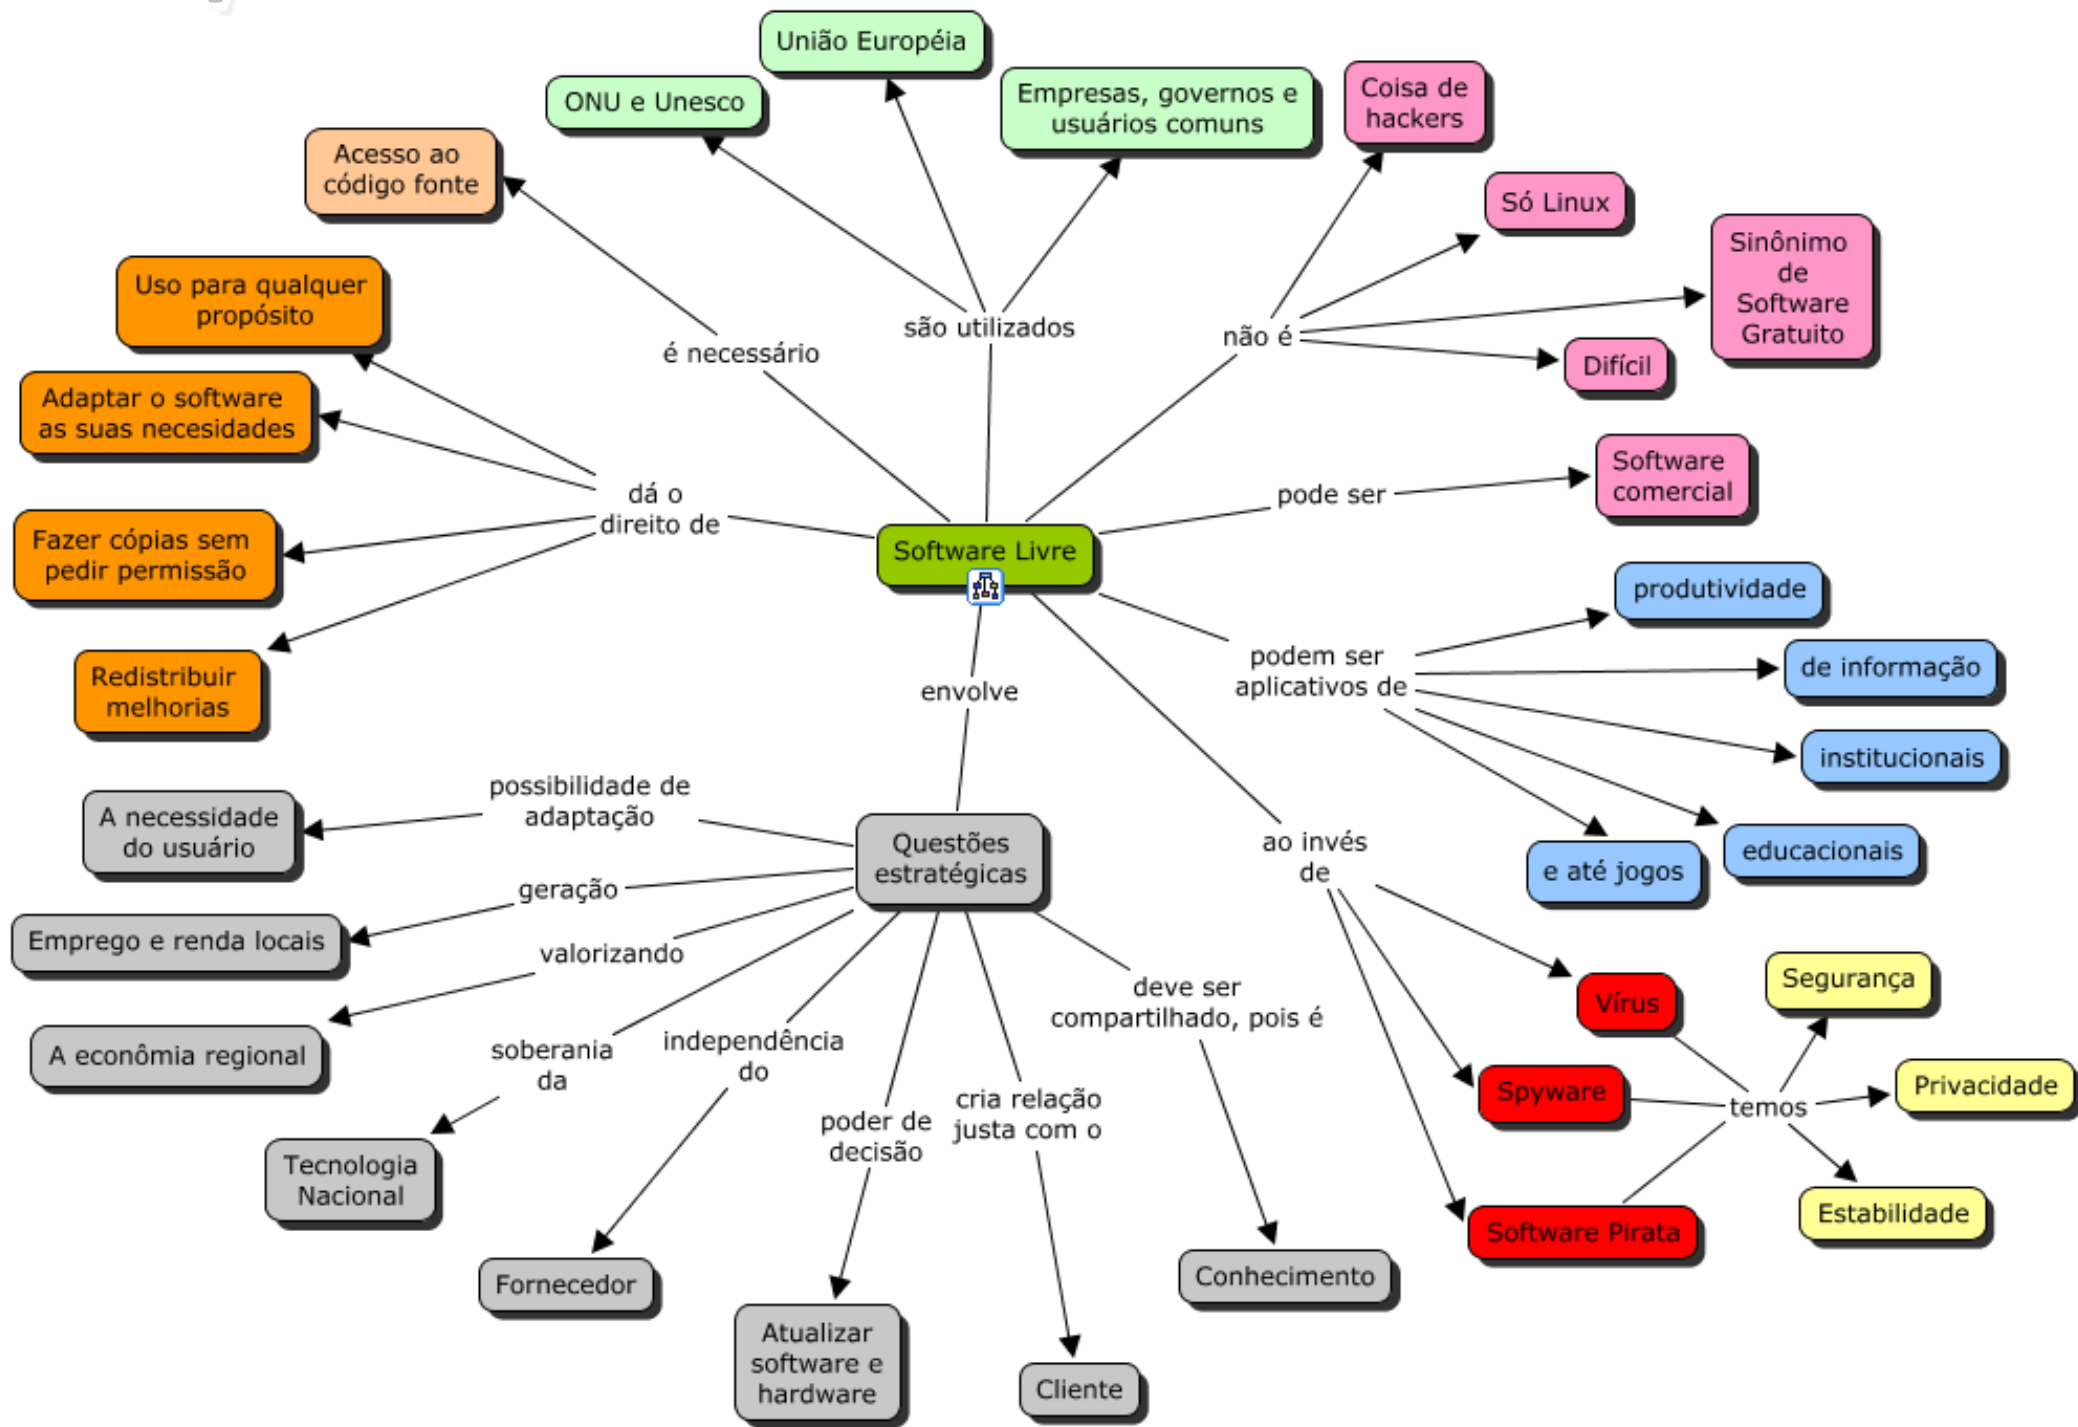 União Européia
ONU e Unesco
Empresas, governos e
usuários comuns
Coisa de
hackers
Acesso ao
código fonte
Só Linux
Sinônimo
de
Software
Gratuito
Uso para qualquer
propósito
são utilizados
não é
é necessário
Difícil
Adaptar o software
as suas necesidades
Software
comercial
pode ser
dá o
direito de
Fazer cópias sem
pedir permissão
Software Livre
produtividade
Redistribuir
melhorias
podem ser
aplicativos de
de informação
envolve
institucionais
possibilidade de
adaptação
A necessidade
do usuário
Questões
estratégicas
ao invés
de
e até jogos
educacionais
geração
Emprego e renda locais
valorizando
A econômia regional
deve ser
compartilhado, pois é
Vírus
Segurança
soberania
da
independência
do
poder de
decisão
cria relação
justa com o
Spyware
temos
Privacidade
Tecnologia
Nacional
Software Pirata
Estabilidade
Fornecedor
Conhecimento
Atualizar
software e
hardware
Cliente